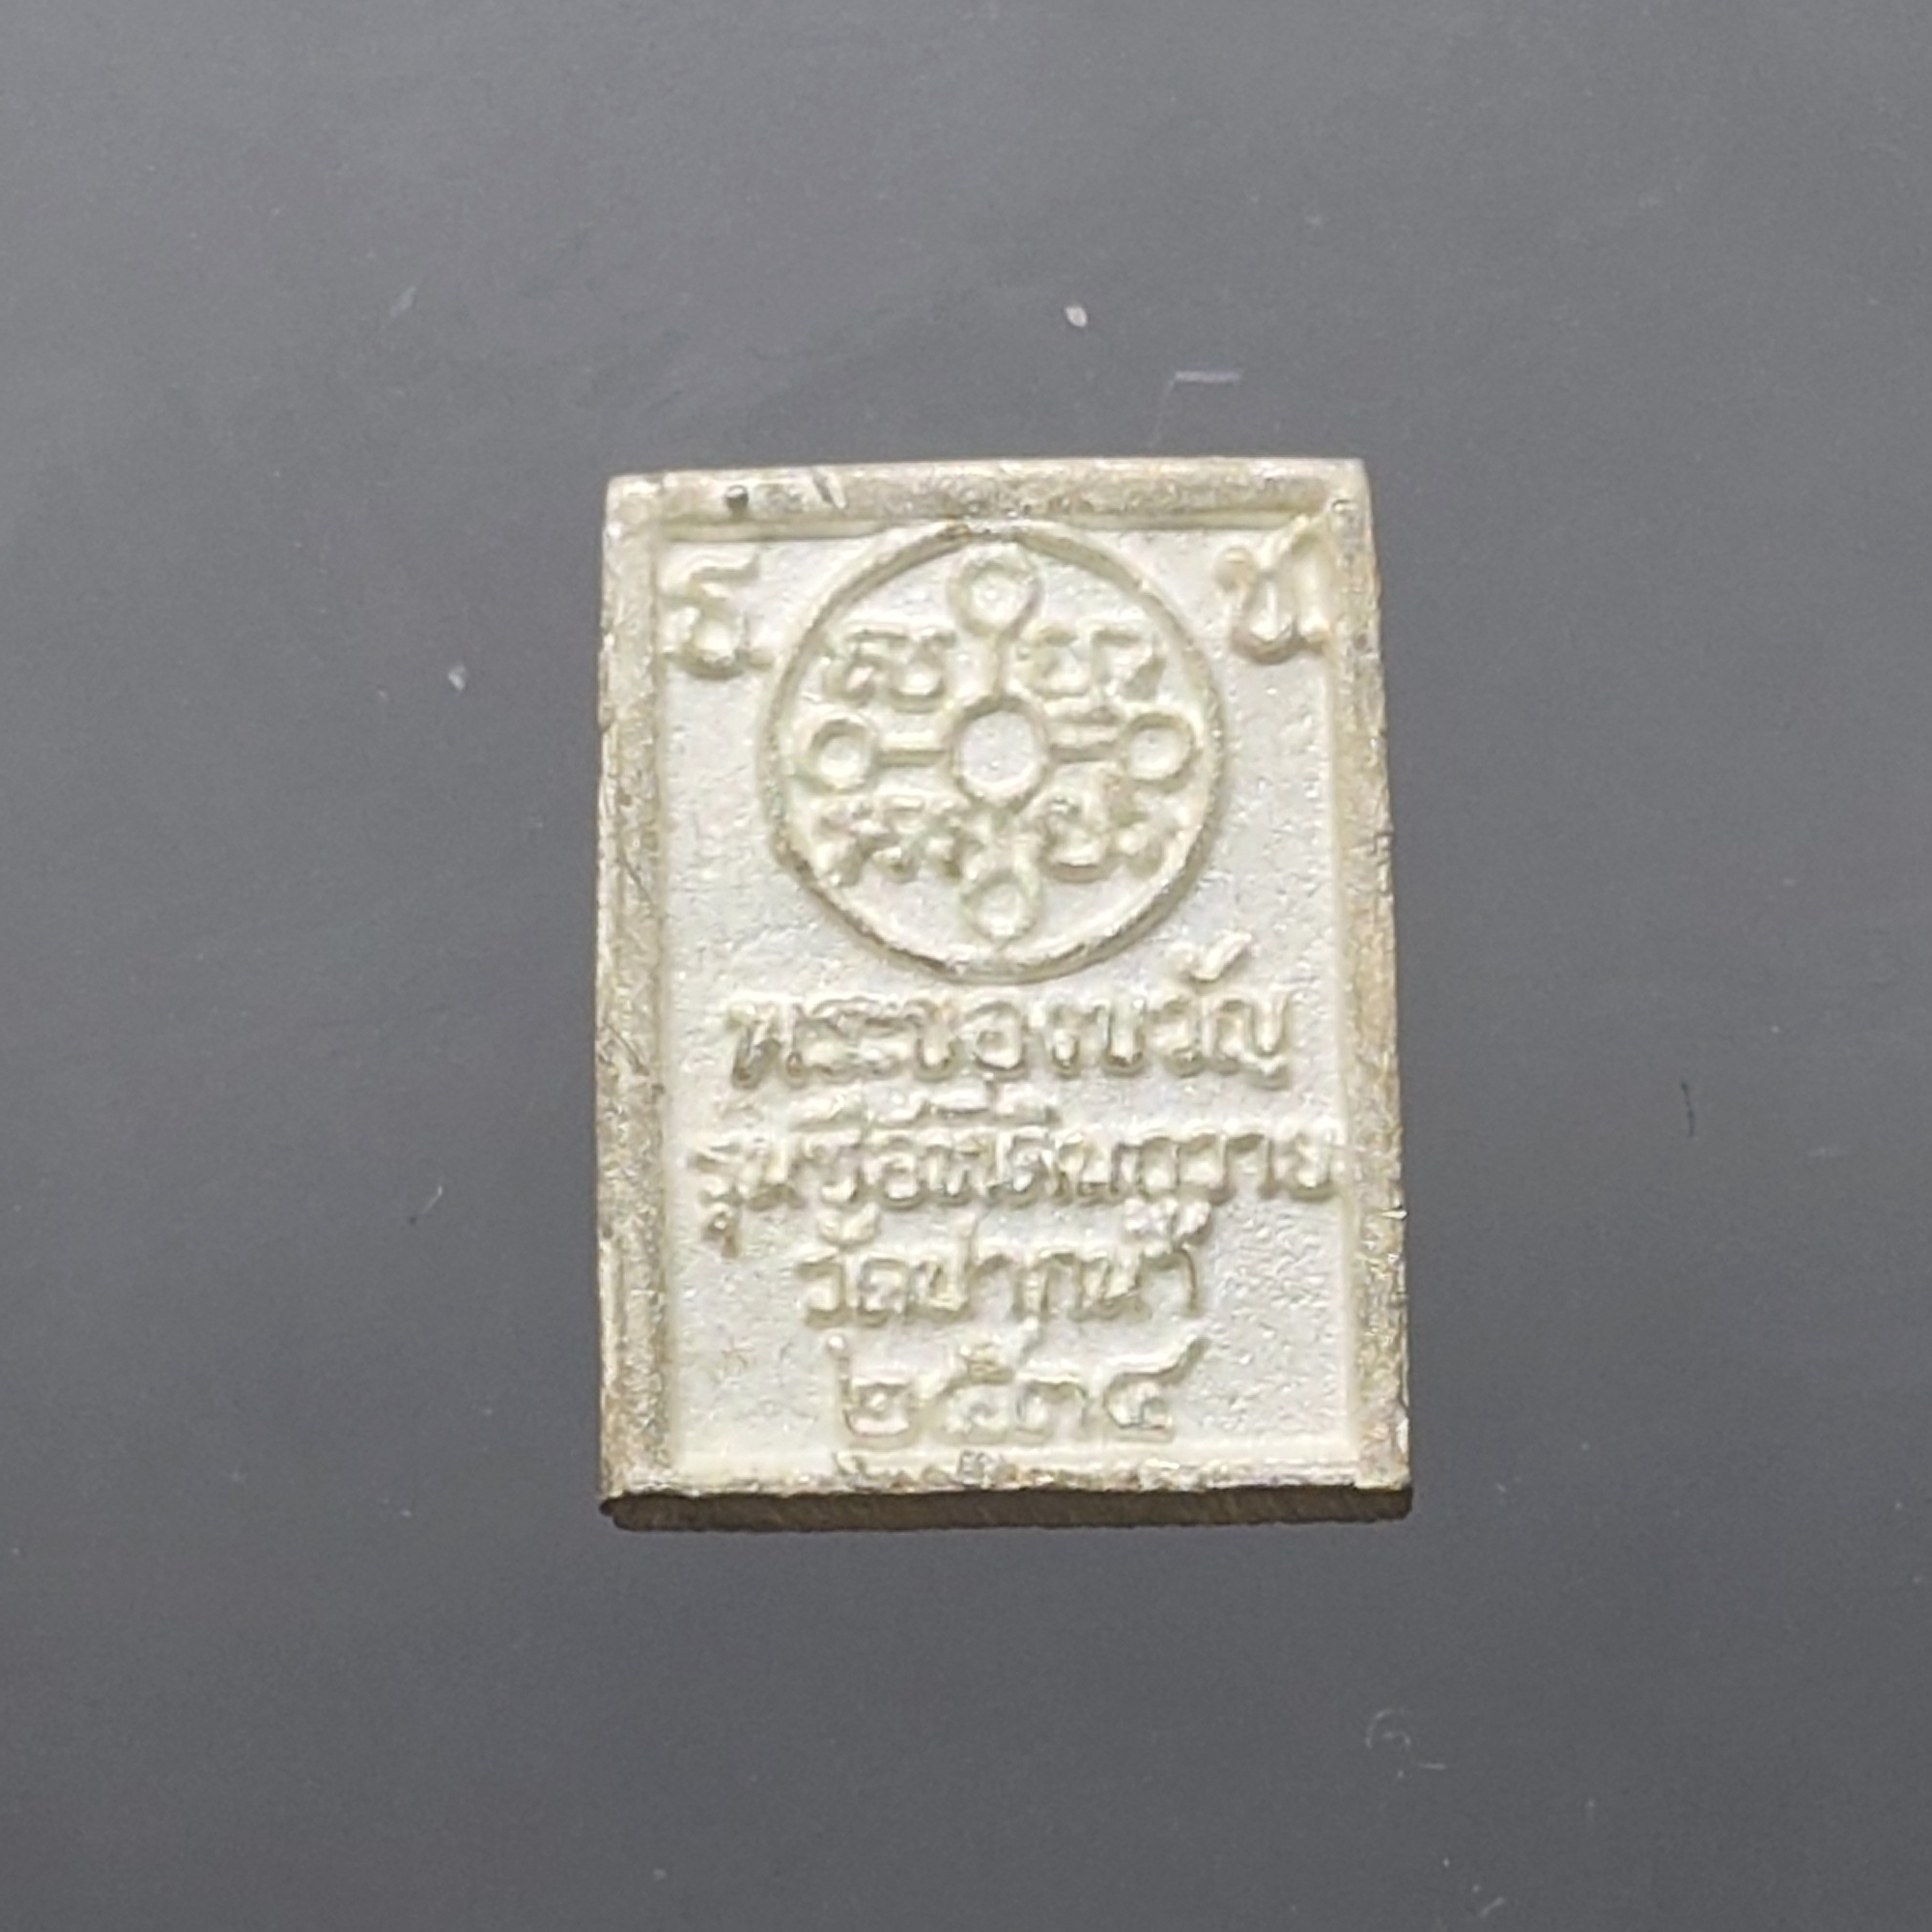 พระของขวัญ
รุ่นซื้อที่ดินถวาย
วัดปากน้ำ
๒๕๓๔